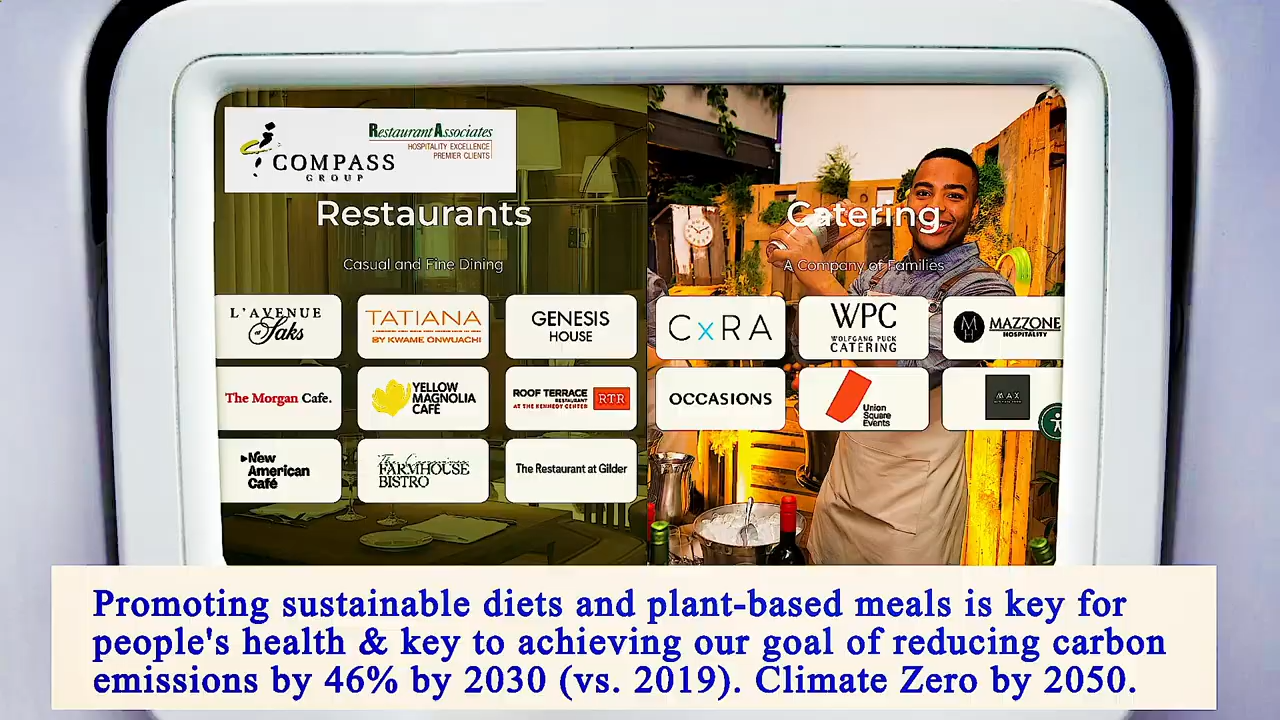 COMPASS
GROUP
Restaurant Associates
HOSPITALITY EXCELLENCE
PREMIER CLIENTS
Restaurants
Casual and Fine Dining
L'AVENUE
at Saks
TATIANA
BY KWAME ONWUACHI
GENESIS
HOUSE
The Morgan Cafe.
YELLOW
MAGNOLIA
CAFÉ
ROOF TERRACE
RESTAURANT
AT THE KENNEDY CENTER
RTR
New
American
Café
FARMHOUSE
BISTRO
The Restaurant at Gilder
Catering
A Company of Families
CxRA
WPC
WOLFGANG PUCK
CATERING
MH
MAZZONE
HOSPITALITY
OCCASIONS
Union
Square
Events
MAX
Promoting sustainable diets and plant-based meals is key for
people's health & key to achieving our goal of reducing carbon
emissions by 46% by 2030 (vs. 2019). Climate Zero by 2050.